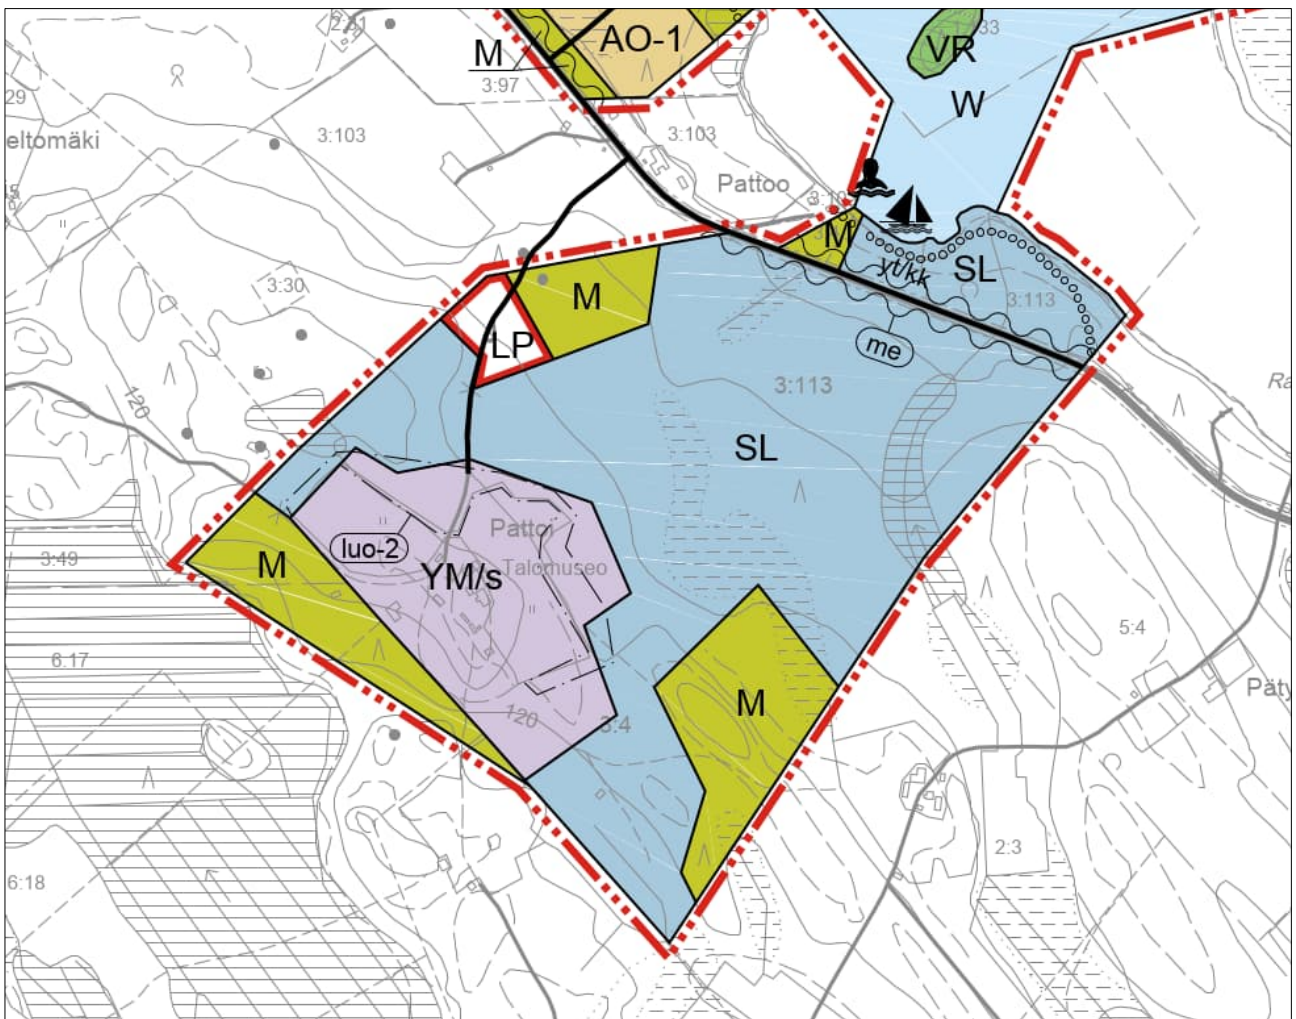 AO-1
M
3:97
VR
W
29
3:103
3:103
eltomäki
Pattoo
M
yt/kk
SL
3:30
M
3:113
LP
me
3:113
120
SL
Pattoi
3:49
luo-2
Talomuseo
M
YM/s
5:4
6:17
M
120
3:4
Päty
2:3
6:18